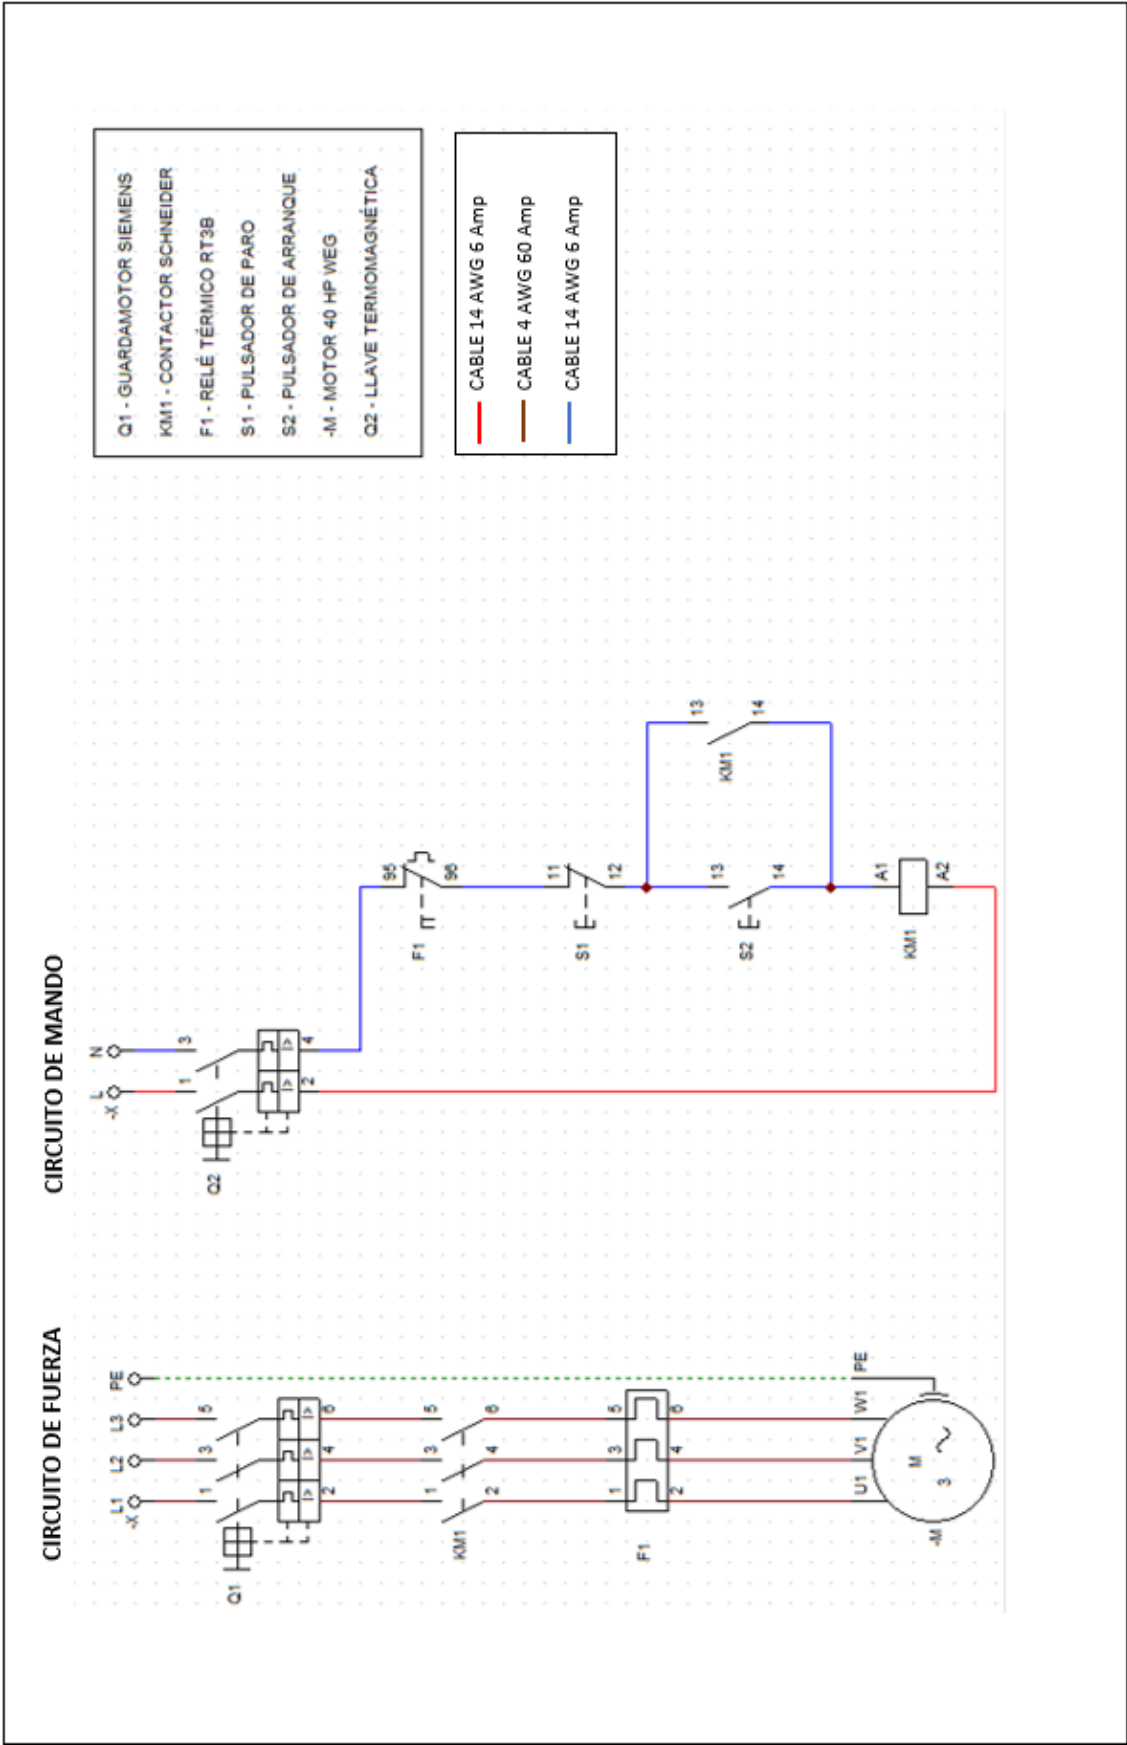 CIRCUITO DE FUERZA
CIRCUITO DE MANDO
L1
L2
L3
PE
-X
1
3
5
Q1
I>
I>
I>
2
4
6
1
3
5
KM1
2
4
6
1
3
5
F1
2
4
6
U1
V1
W1
PE
M
3
-M
L
N
-X
1
3
Q2
I>
I>
2
4
95
F1
96
11
S1
12
13
S2
14
13
KM1
14
A1
KM1
A2
Q1 - GUARDAMOTOR SIEMENS
KM1 - CONTACTOR SCHNEIDER
F1 - RELÉ TÉRMICO RT3B
S1 - PULSADOR DE PARO
S2 - PULSADOR DE ARRANQUE
-M - MOTOR 40 HP WEG
Q2 - LLAVE TERMOMAGNÉTICA
CABLE 14 AWG 6 Amp
CABLE 4 AWG 60 Amp
CABLE 14 AWG 6 Amp